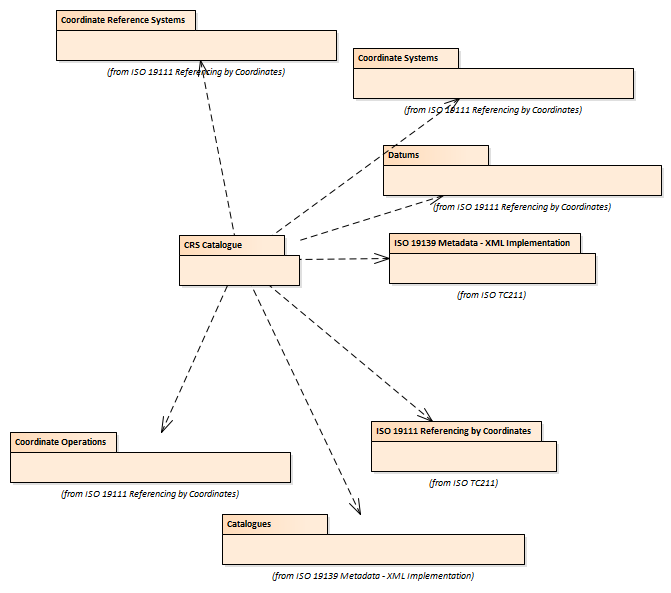 Coordinate Reference Systems
(from ISO 19111 Referencing by Coordinates)
Coordinate Systems
(from ISO 19111 Referencing by Coordinates)
Datums
(from ISO 19111 Referencing by Coordinates)
CRS Catalogue
ISO 19139 Metadata - XML Implementation
(from ISO TC211)
ISO 19111 Referencing by Coordinates
(from ISO TC211)
Coordinate Operations
(from ISO 19111 Referencing by Coordinates)
Catalogues
(from ISO 19139 Metadata - XML Implementation)